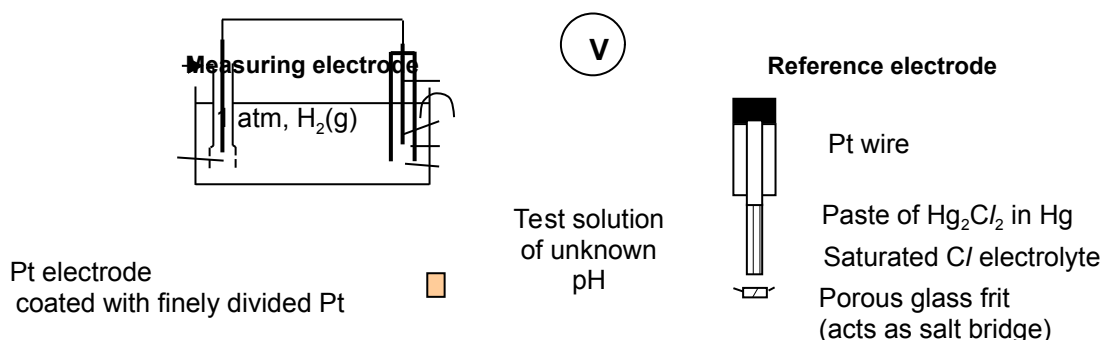 V
Measuring electrode
Reference electrode
1 atm, H₂(g)
Pt wire
Test solution
of unknown
pH
Paste of Hg₂Cl₂ in Hg
Saturated Cl electrolyte
Pt electrode
coated with finely divided Pt
Porous glass frit
(acts as salt bridge)